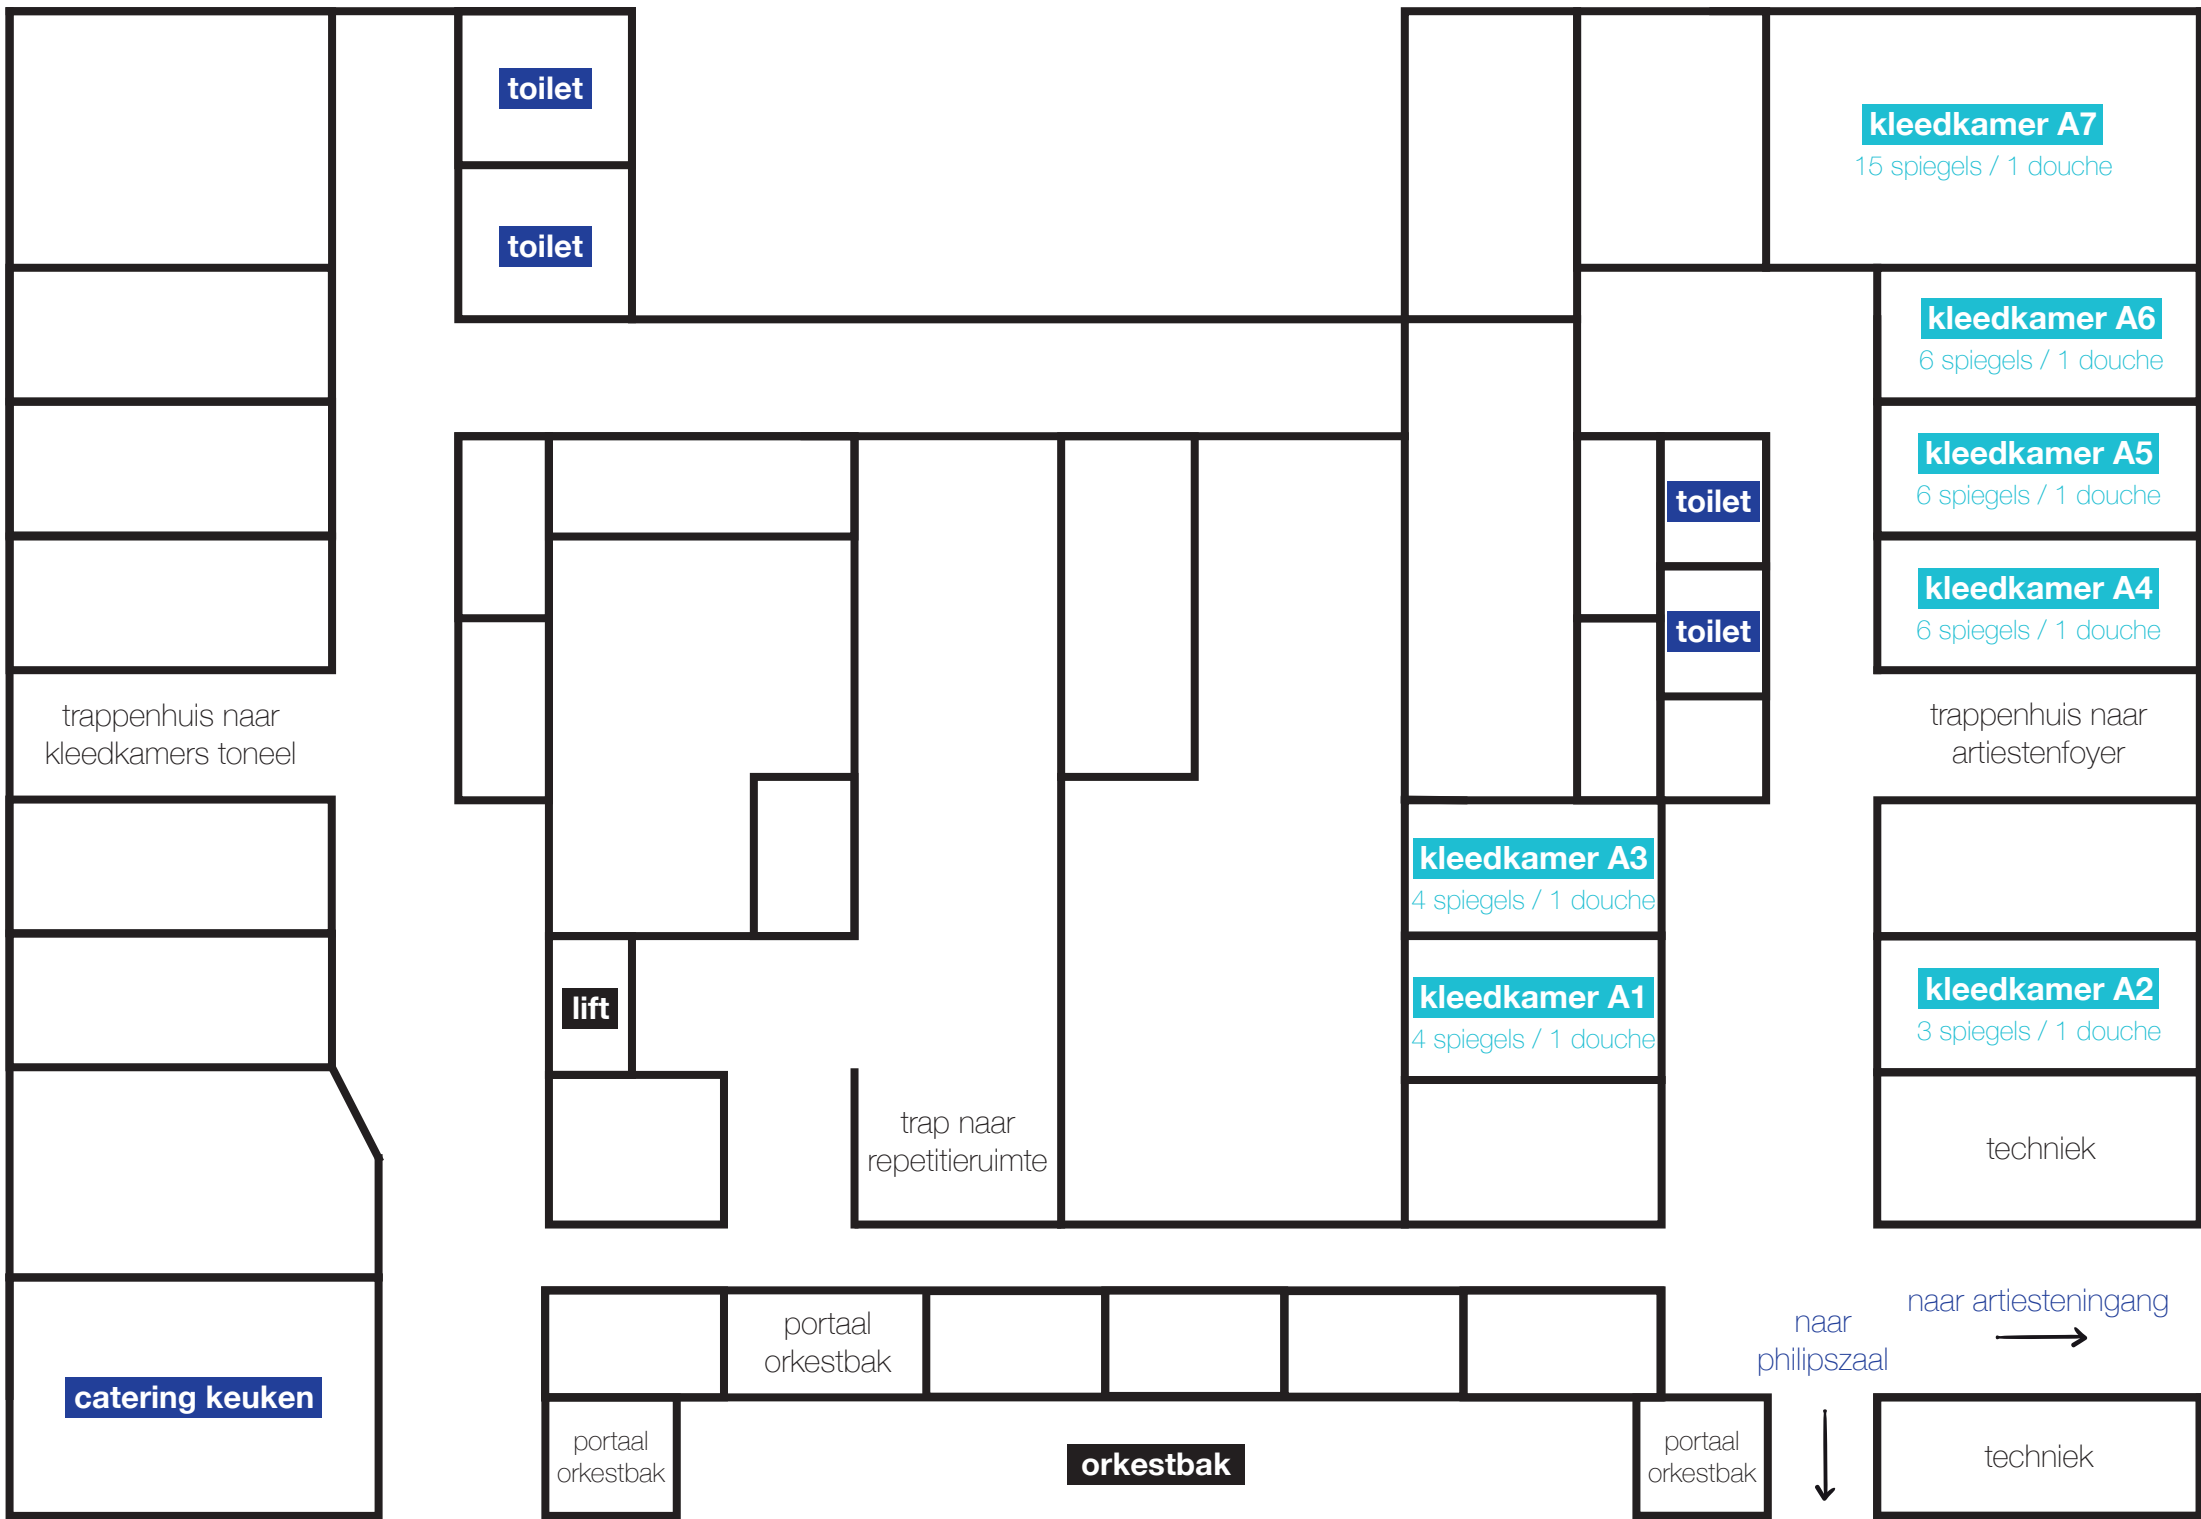 toilet
kleedkamer A7
15 spiegels / 1 douche
toilet
kleedkamer A6
6 spiegels / 1 douche
kleedkamer A5
6 spiegels / 1 douche
toilet
kleedkamer A4
6 spiegels / 1 douche
toilet
trappenhuis naar
kleedkamers toneel
trappenhuis naar
artiestenfoyer
kleedkamer A3
4 spiegels / 1 douche
lift
kleedkamer A1
4 spiegels / 1 douche
kleedkamer A2
3 spiegels / 1 douche
trap naar
repetitieruimte
techniek
portaal
orkestbak
naar
philipszaal
naar artiesteningang
catering keuken
portaal
orkestbak
orkestbak
portaal
orkestbak
techniek